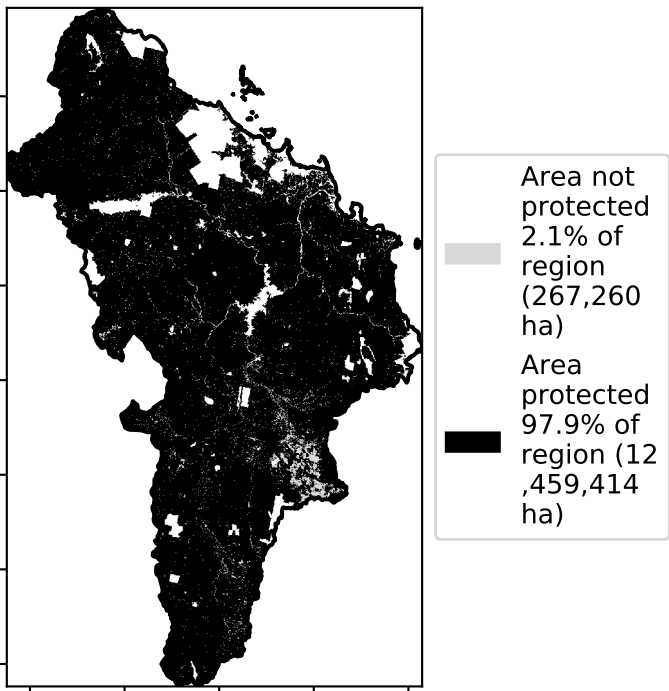 Area not
protected
2.1% of
region
(267,260
ha)
Area
protected
97.9% of
region (12
,459,414
ha)